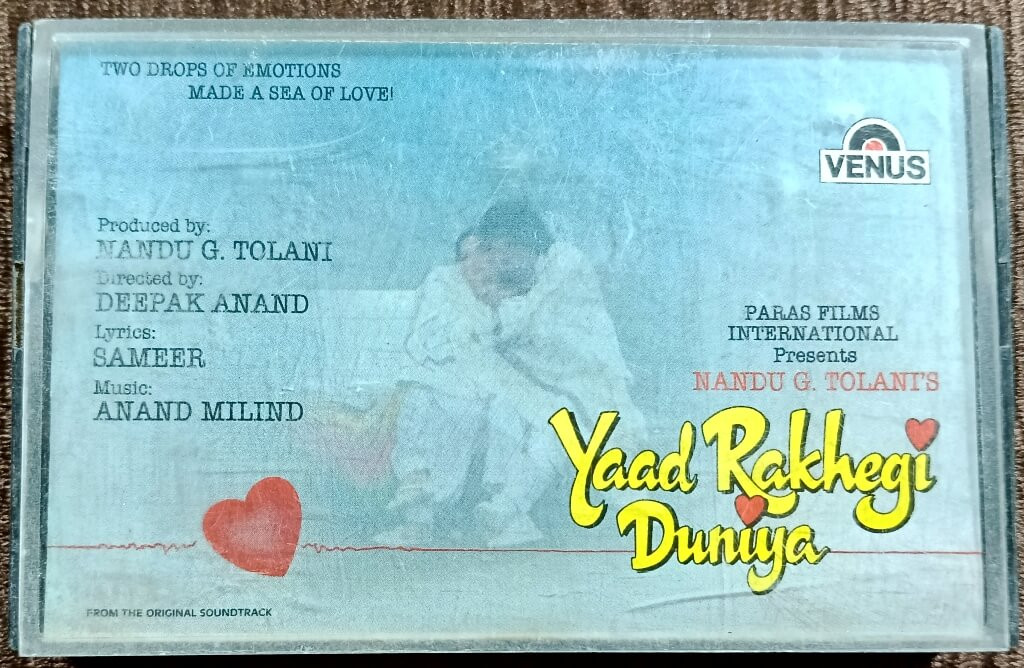 TWO DROPS OF EMOTIONS
MADE A SEA OF LOVE!
VENUS
Produced by:
NANDU G. TOLANI
Directed by:
DEEPAK ANAND
Lyrics:
SAMEER
Music:
ANAND MILIND
PARAS FILMS
INTERNATIONAL
Presents
NANDU G. TOLANI'S
Yaad Rakhegi
Duniya
FROM THE ORIGINAL SOUNDTRACK